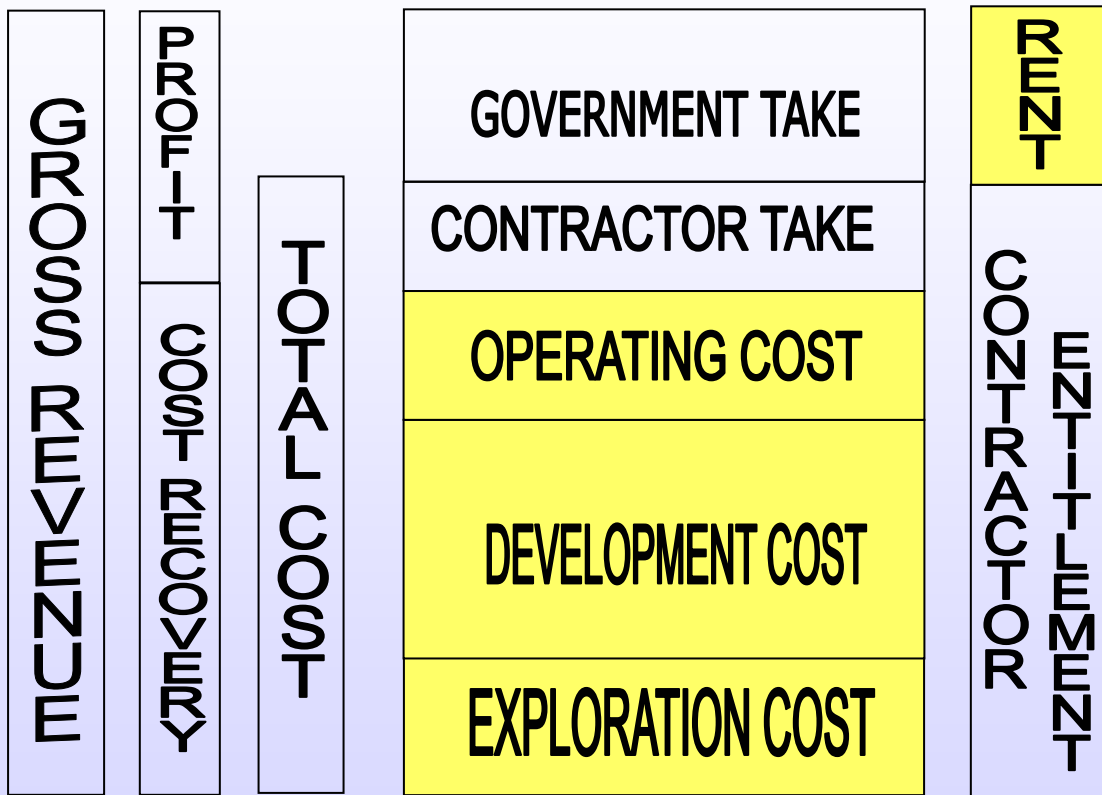 GROSS REVENUE
PROFIT
COST RECOVERY
TOTAL COST
GOVERNMENT TAKE
CONTRACTOR TAKE
OPERATING COST
DEVELOPMENT COST
EXPLORATION COST
RENT
CONTRACTOR
ENTITLEMENT